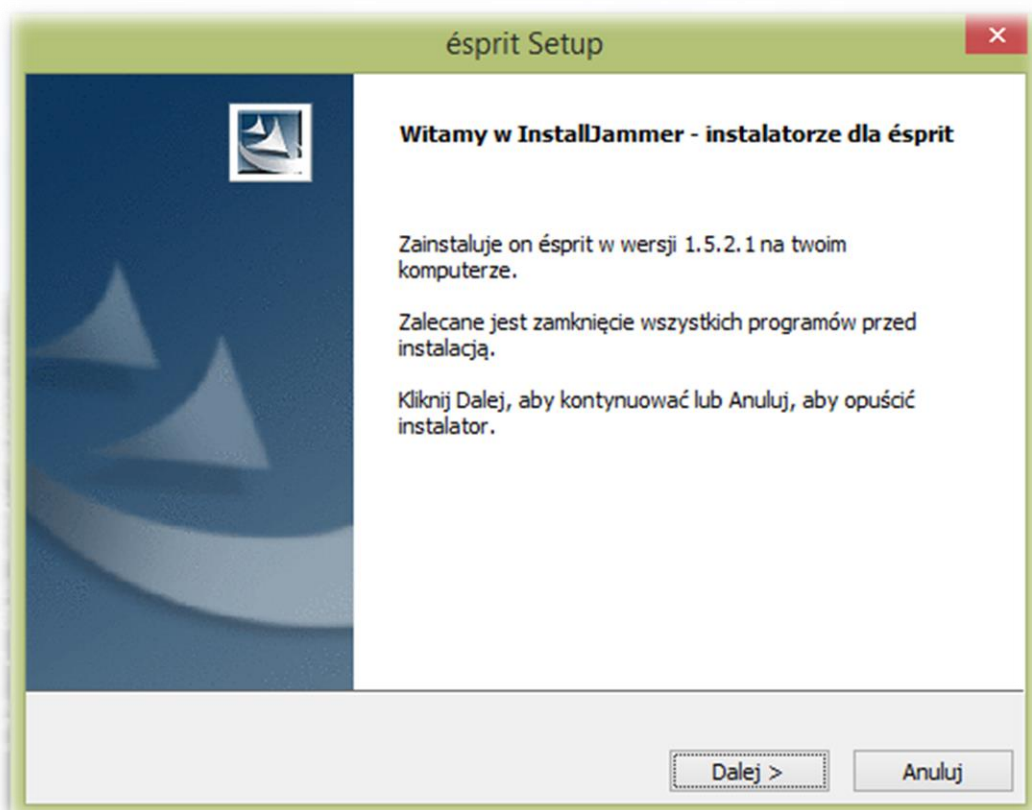 ésprit Setup
Witamy w InstallJammer - instalatorze dla ésprit
Zainstaluje on ésprit w wersji 1.5.2.1 na twoim
komputerze.
Zalecane jest zamknięcie wszystkich programów przed
instalacją.
Kliknij Dalej, aby kontynuować lub Anuluj, aby opuścić
instalator.
Dalej >
Anuluj